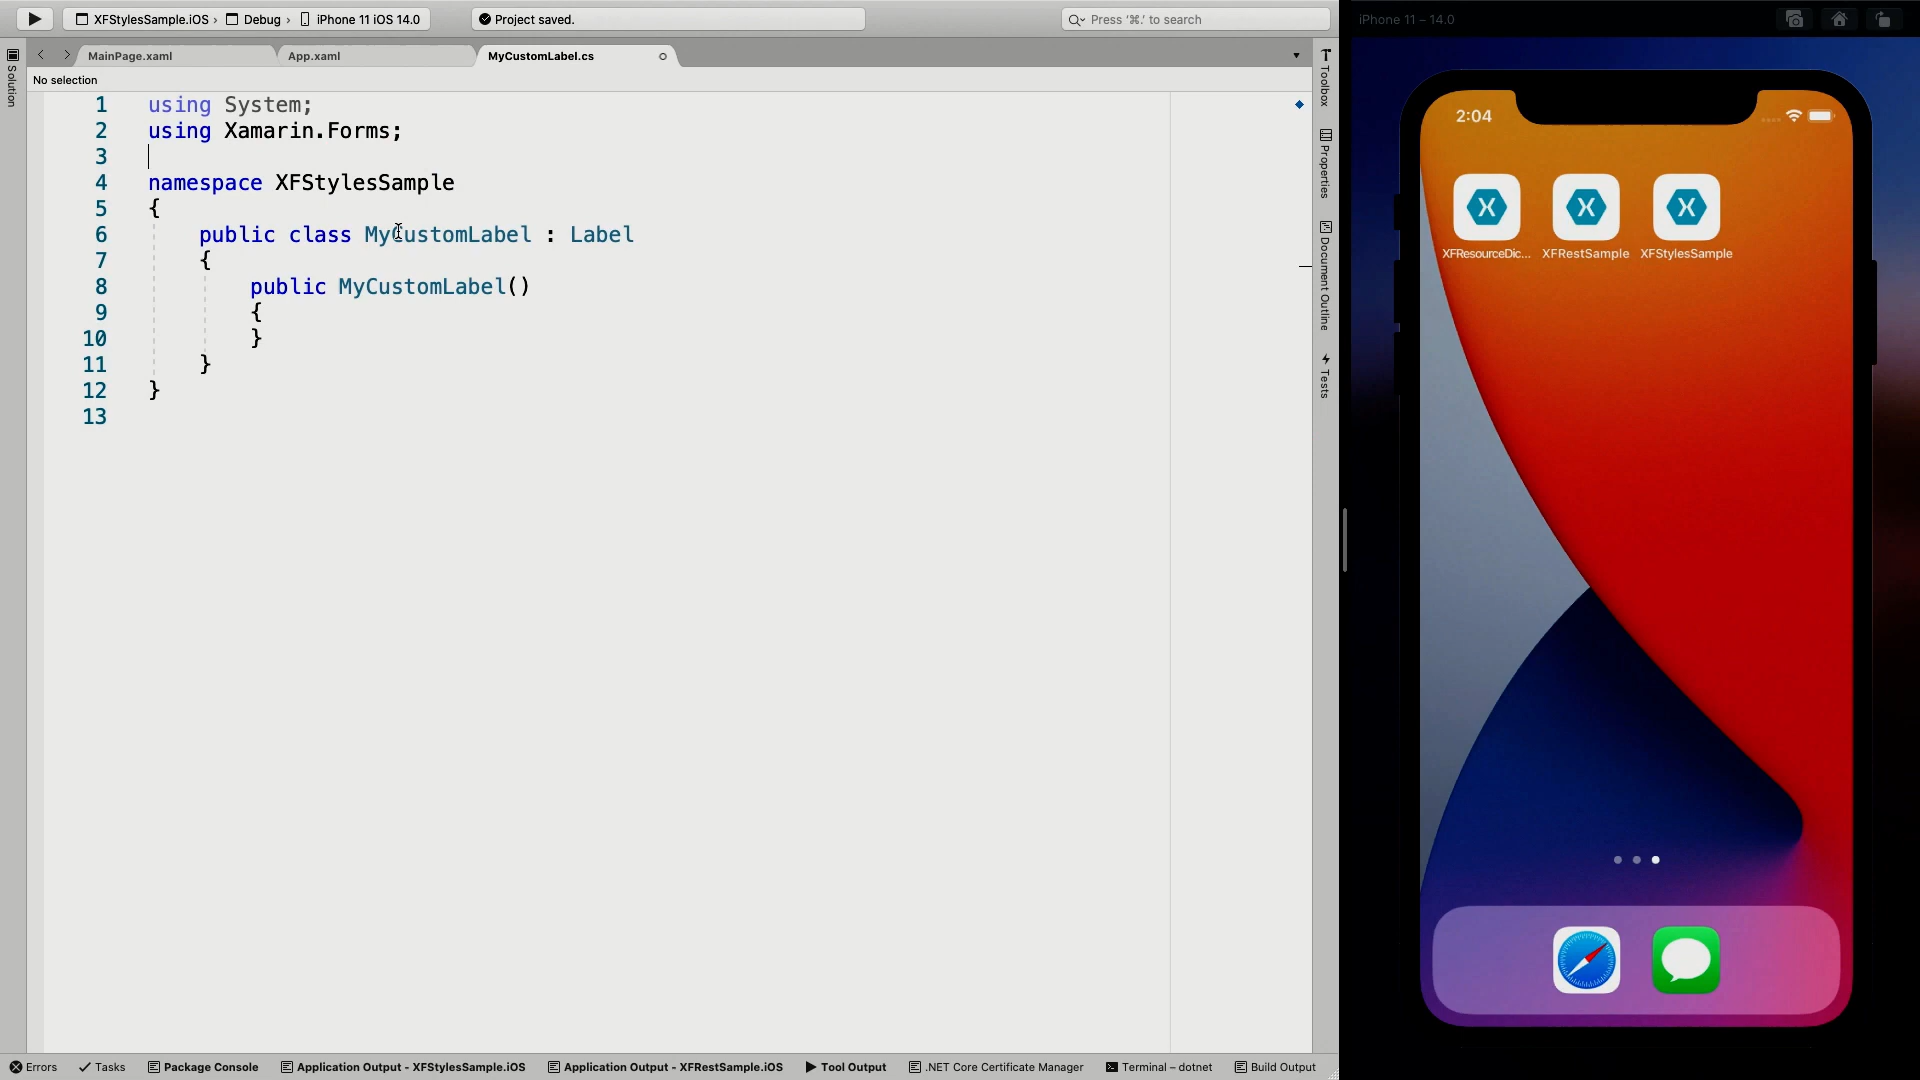 XFStylesSample.iOS › Debug › iPhone 11 iOS 14.0
Project saved.
Press '⌘.' to search
iPhone 11 – 14.0
MainPage.xaml
App.xaml
MyCustomLabel.cs
No selection
Solution
1 using System;
2 using Xamarin.Forms;
3
4 namespace XFStylesSample
5 {
6 public class MyCustomLabel : Label
7 {
8 public MyCustomLabel()
9 {
10 }
11 }
12 }
13
Toolbox
Properties
Document Outline
Tests
2:04
XFResourceDic...
XFRestSample
XFStylesSample
Errors
Tasks
Package Console
Application Output - XFStylesSample.iOS
Application Output - XFRestSample.iOS
Tool Output
.NET Core Certificate Manager
Terminal – dotnet
Build Output